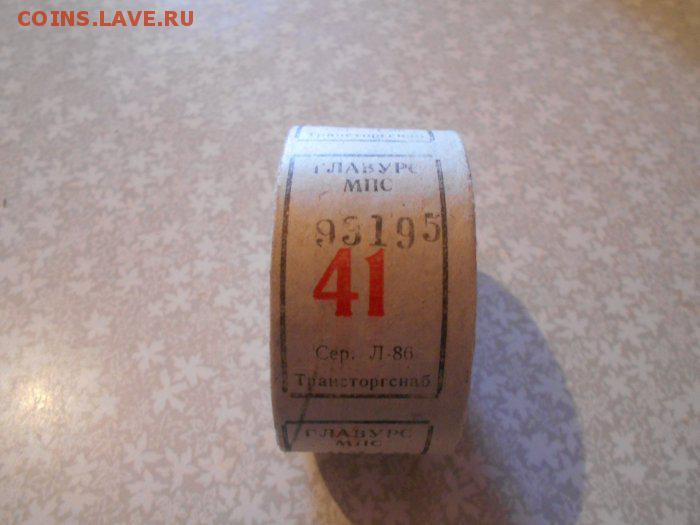 COINS.LAVE.RU
Трансторгснаб
ГЛАВУРС
МПС
93195
41
Сер. Л-86
Трансторгснаб
ГЛАВУРС
МПС